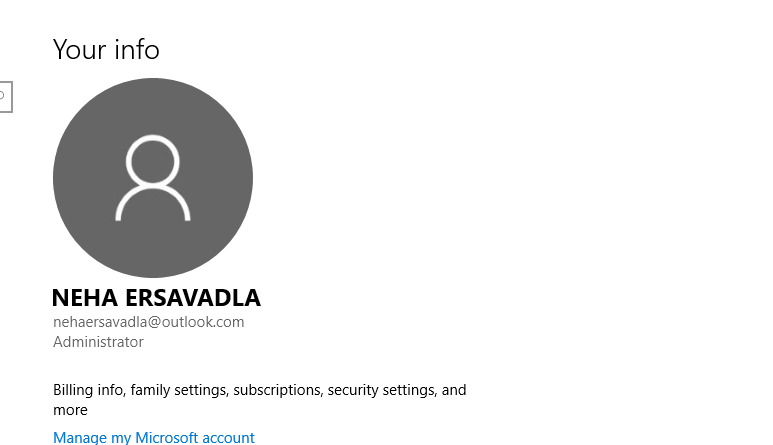 Your info
NEHA ERSAVADLA
nehaersavadla@outlook.com
Administrator
Billing info, family settings, subscriptions, security settings, and
more
Manage my Microsoft account